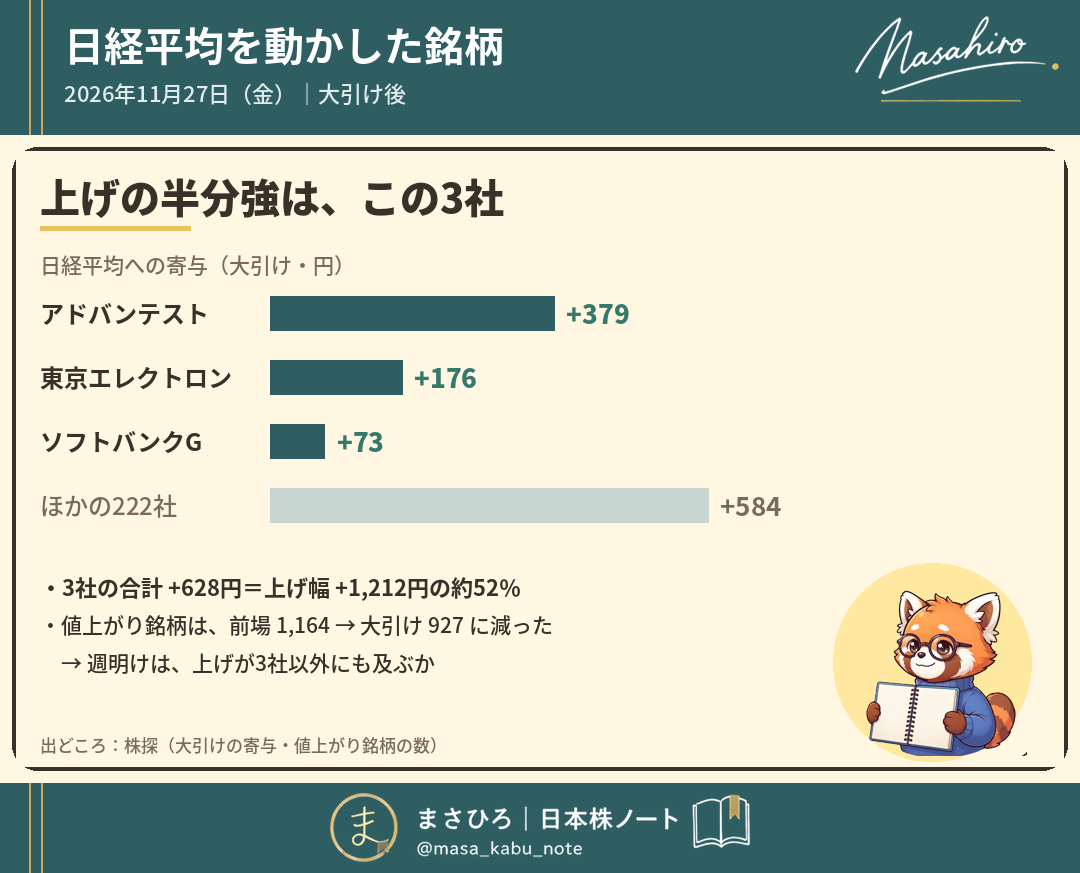 日経平均を動かした銘柄
2026年11月27日（金）｜大引け後
Masahiro
上げの半分強は、この3社
日経平均への寄与（大引け・円）
アドバンテスト +379
東京エレクトロン +176
ソフトバンクG +73
ほかの222社 +584
・3社の合計 +628円＝上げ幅 +1,212円の約52%
・値上がり銘柄は、前場 1,164 → 大引け 927 に減った
→ 週明けは、上げが3社以外にも及ぶか
出どころ：株探（大引けの寄与・値上がり銘柄の数）
ま
まさひろ｜日本株ノート
@masa_kabu_note